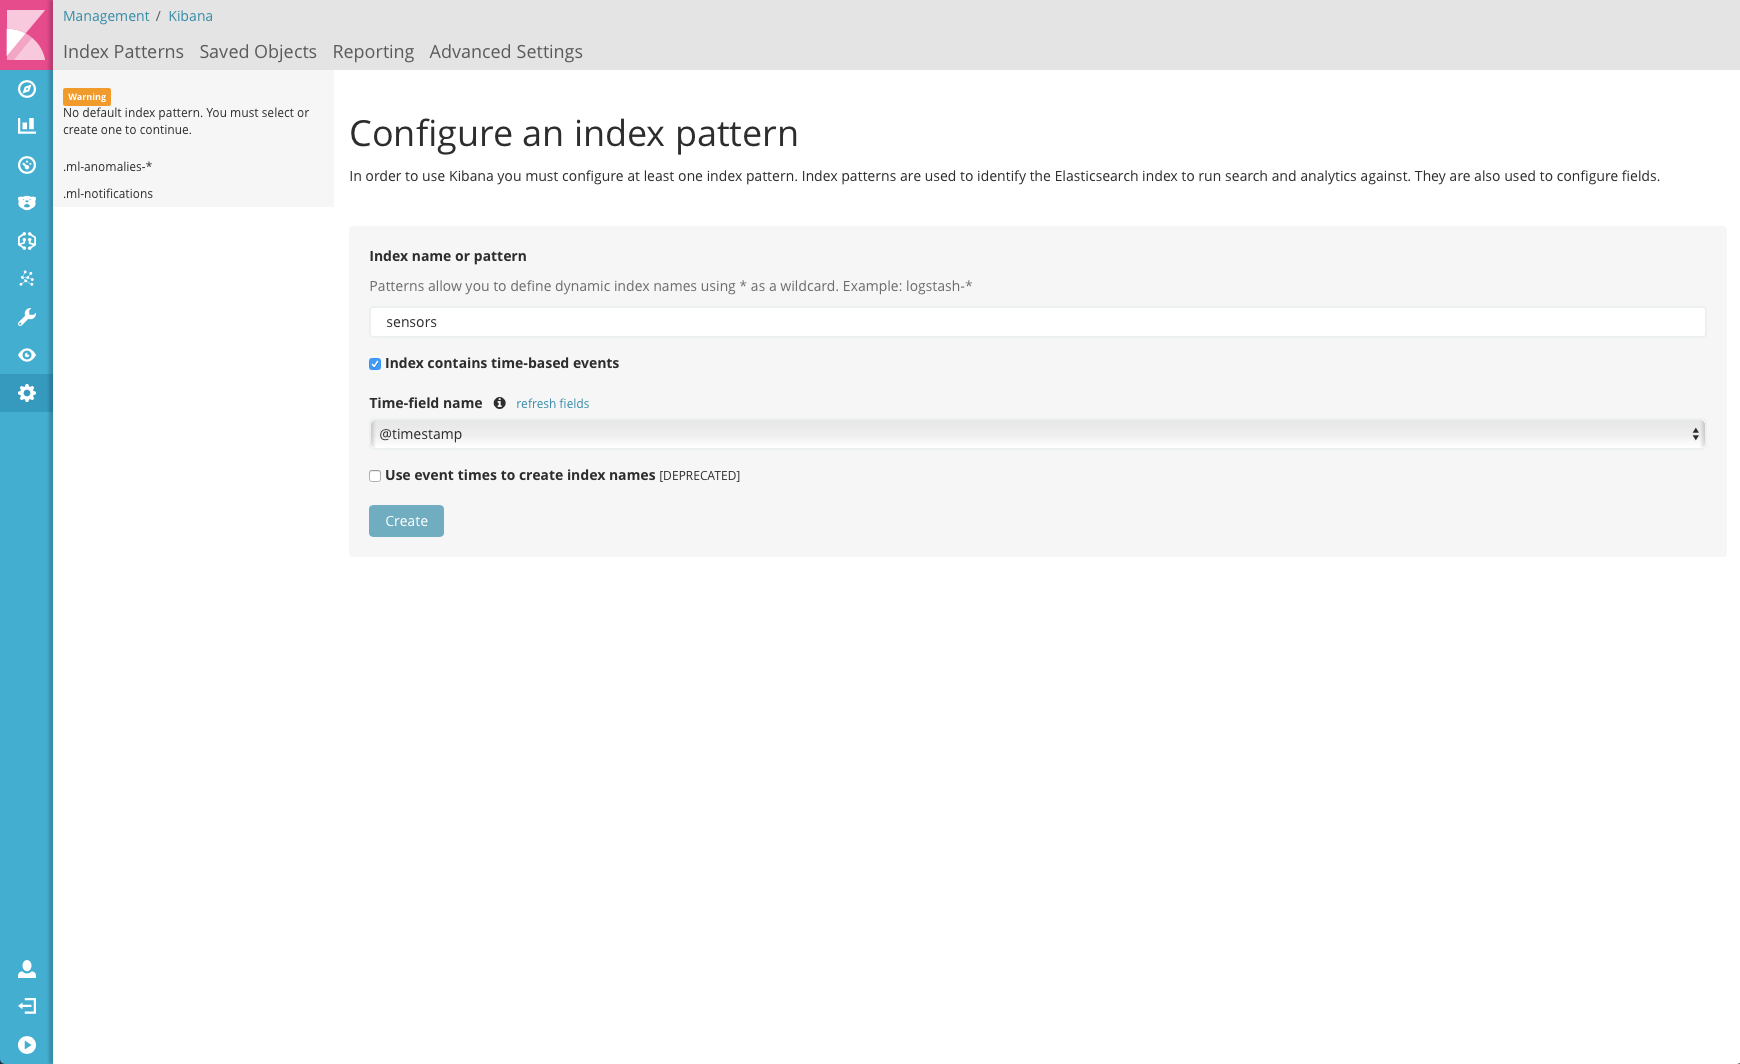 Management / Kibana
Index Patterns Saved Objects Reporting Advanced Settings
Warning
No default index pattern. You must select or
create one to continue.
.ml-anomalies-*
.ml-notifications
Configure an index pattern
In order to use Kibana you must configure at least one index pattern. Index patterns are used to identify the Elasticsearch index to run search and analytics against. They are also used to configure fields.
Index name or pattern
Patterns allow you to define dynamic index names using * as a wildcard. Example: logstash-*
sensors
Index contains time-based events
Time-field name refresh fields
@timestamp
Use event times to create index names [DEPRECATED]
Create